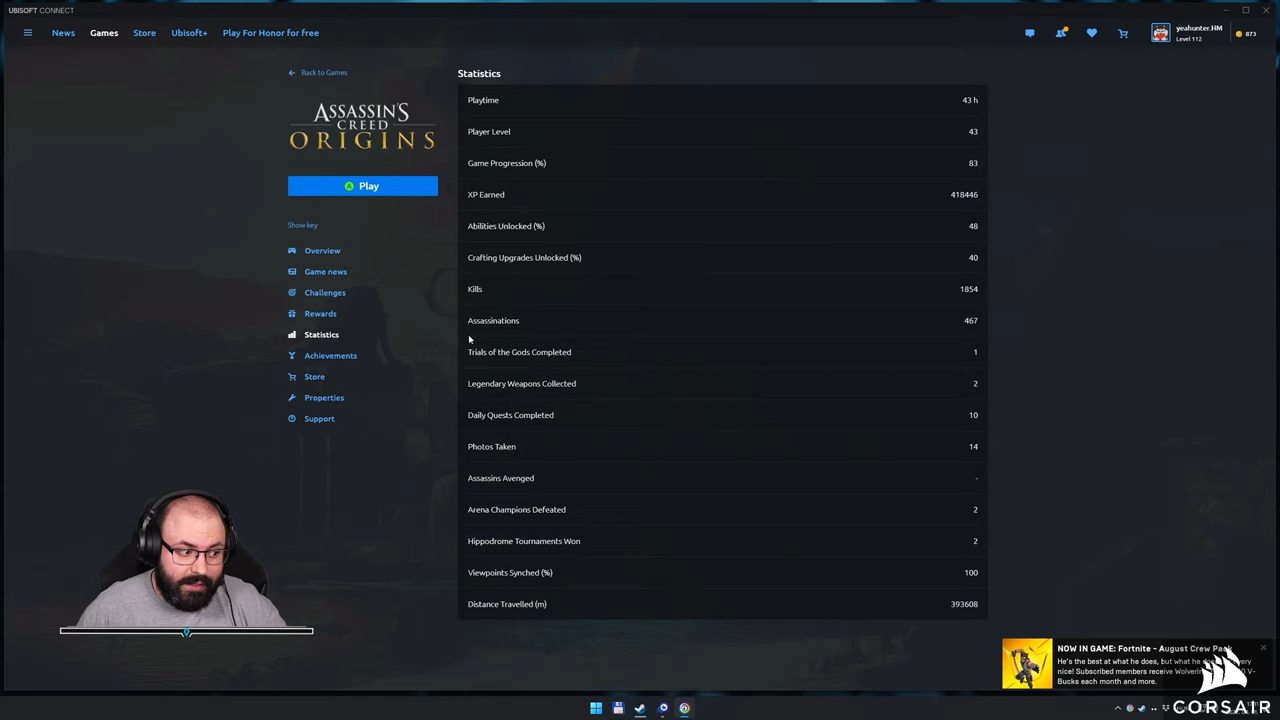 UBISOFT CONNECT
News Games Store Ubisoft+ Play For Honor for free
yeahunter.HM
Level 112
873
Back to Games
ASSASSIN'S
CREED
ORIGINS
Play
Show key
Overview
Game news
Challenges
Rewards
Statistics
Achievements
Store
Properties
Support
Statistics
Playtime 43 h
Player Level 43
Game Progression (%) 83
XP Earned 418446
Abilities Unlocked (%) 48
Crafting Upgrades Unlocked (%) 40
Kills 1854
Assassinations 467
Trials of the Gods Completed 1
Legendary Weapons Collected 2
Daily Quests Completed 10
Photos Taken 14
Assassins Avenged -
Arena Champions Defeated 2
Hippodrome Tournaments Won 2
Viewpoints Synched (%) 100
Distance Travelled (m) 393608
NOW IN GAME: Fortnite - August Crew Pack
He's the best at what he does, but what he does
nice! Subscribed members receive
Bucks each month and more.
CORSAIR